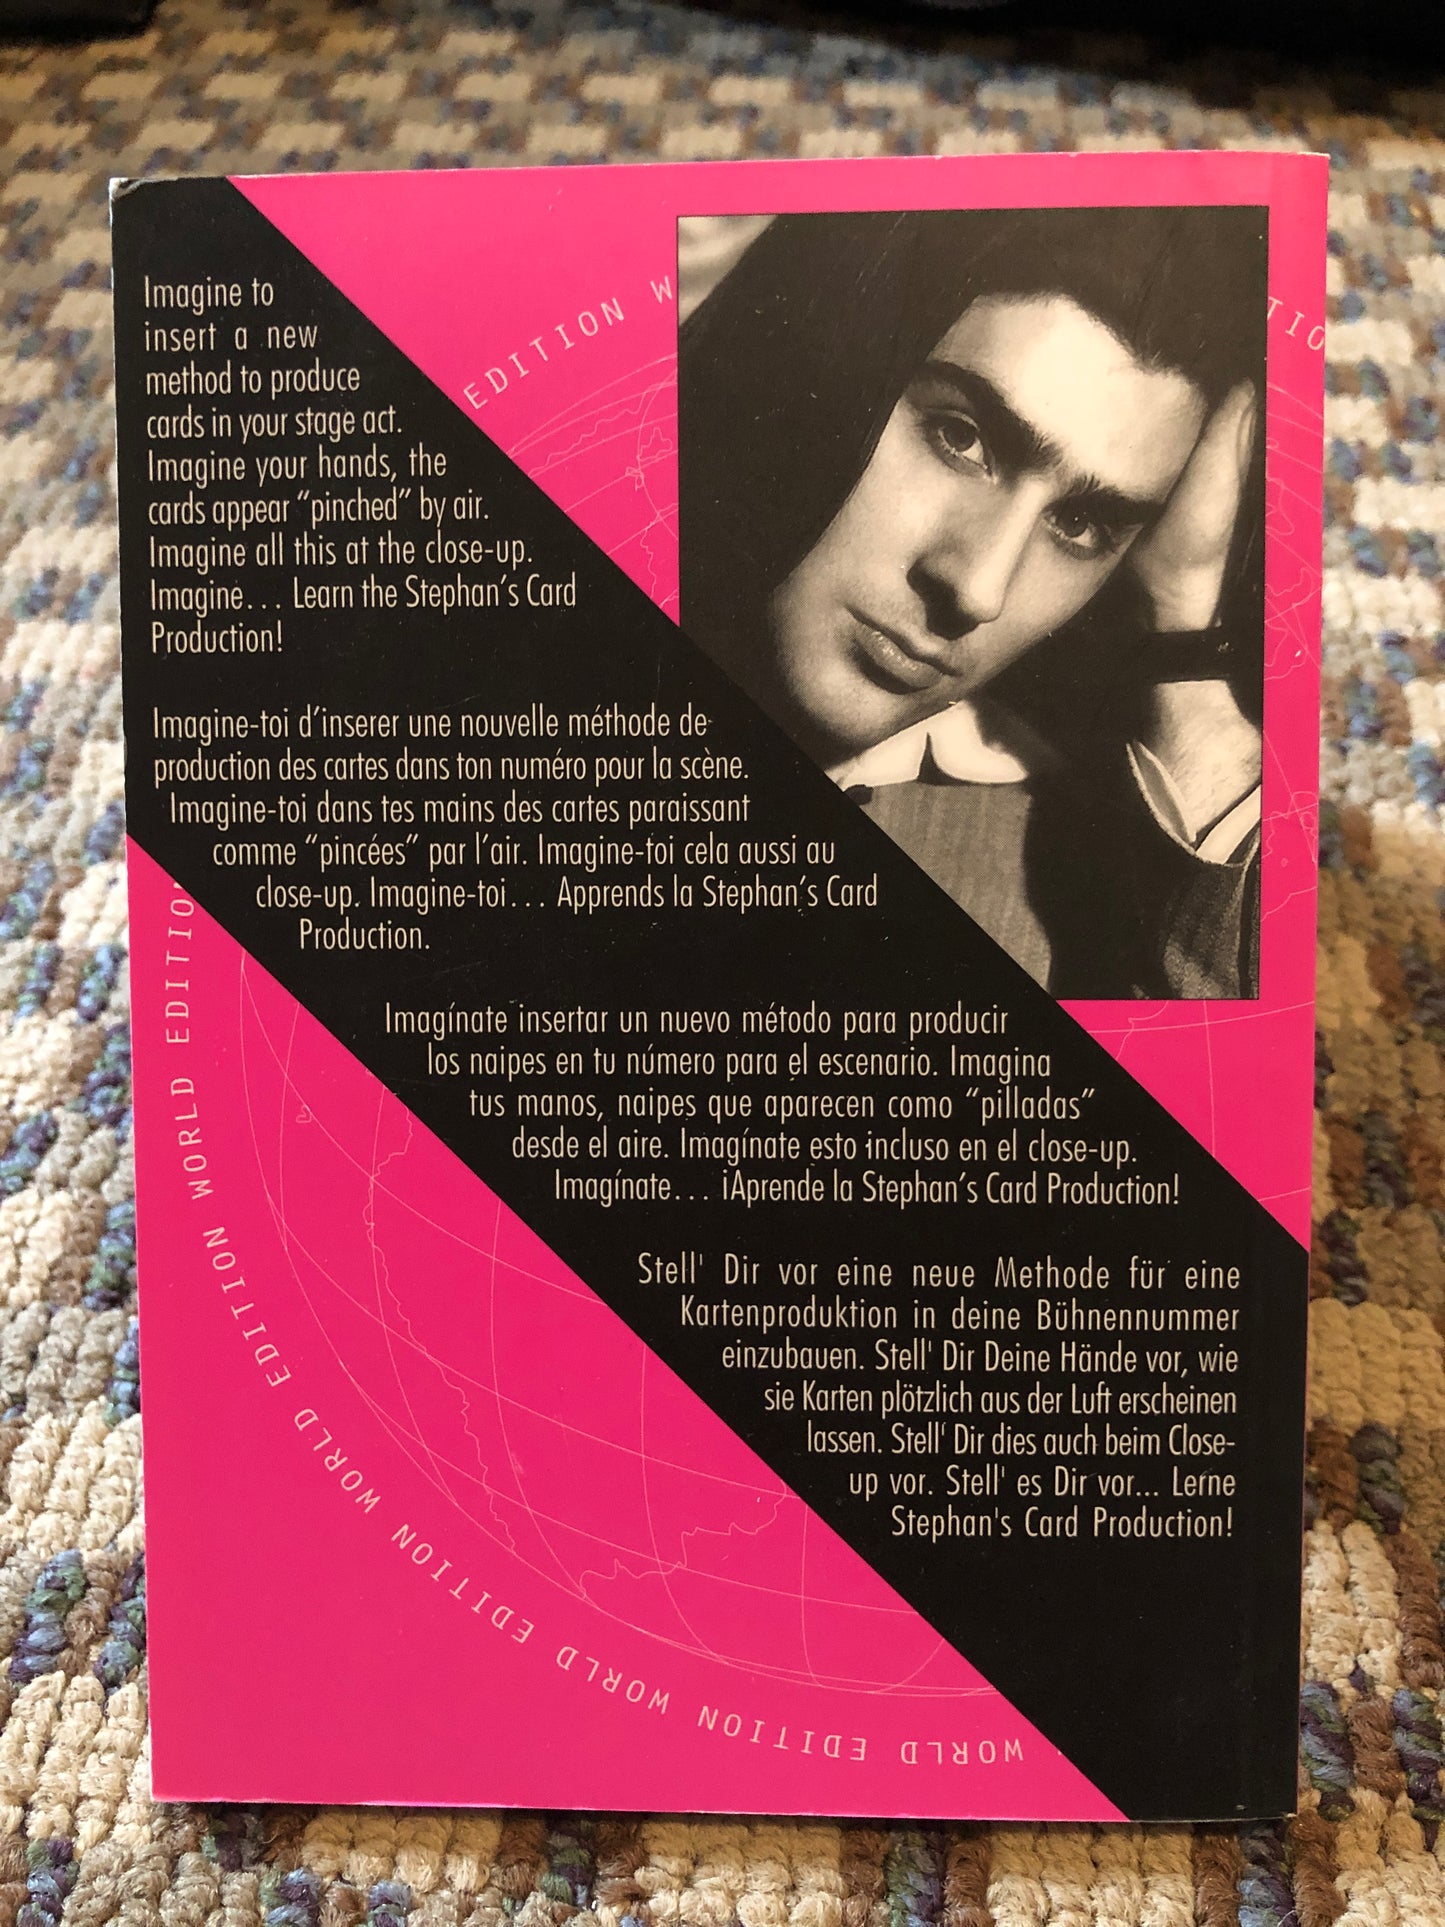 Imagine to
insert a new
method to produce
cards in your stage act.
Imagine your hands, the
cards appear “pinched” by air.
Imagine all this at the close-up.
Imagine... Learn the Stephan’s Card
Production!
Imagine-toi d’inserer une nouvelle méthode de
production des cartes dans ton numéro pour la scène.
Imagine-toi dans tes mains des cartes paraissant
comme “pincées” par l’air. Imagine-toi cela aussi au
close-up. Imagine-toi... Apprends la Stephan’s Card
Production.
Imagínate insertar un nuevo método para producir
los naipes en tu número para el escenario. Imagina
tus manos, naipes que aparecen como “pilladas”
desde el aire. Imagínate esto incluso en el close-up.
Imagínate... ¡Aprende la Stephan’s Card Production!
Stell' Dir vor eine neue Methode für eine
Kartenproduktion in deine Bühnennummer
einzubauen. Stell' Dir Deine Hände vor, wie
sie Karten plötzlich aus der Luft erscheinen
lassen. Stell' Dir dies auch beim Close-
up vor. Stell' es Dir vor... Lerne
Stephan's Card Production!
EDITION W
TIO
WORLD EDITION WORLD EDITION WORLD EDITION WORLD EDITION WORLD EDITIO